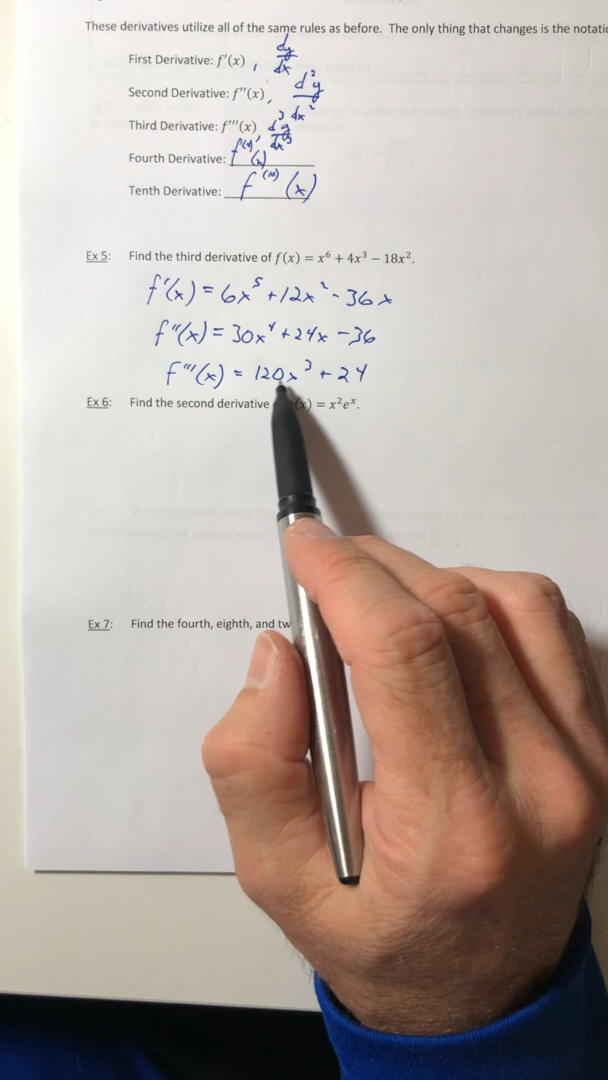 These derivatives utilize all of the same rules as before. The only thing that changes is the
First Derivative: f'(x) , dy/dx
Second Derivative: f''(x) , d²y/dx²
Third Derivative: f'''(x) , d³y/dx³
Fourth Derivative: f⁽⁴⁾(x)
Tenth Derivative: f⁽¹⁰⁾(x)
Ex 5: Find the third derivative of f(x) = x⁶ + 4x³ − 18x².
f'(x) = 6x⁵ + 12x² - 36x
f''(x) = 30x⁴ + 24x - 36
f'''(x) = 120x³ + 24
Ex 6: Find the second derivative (x) = x²eˣ.
Ex 7: Find the fourth, eighth, and